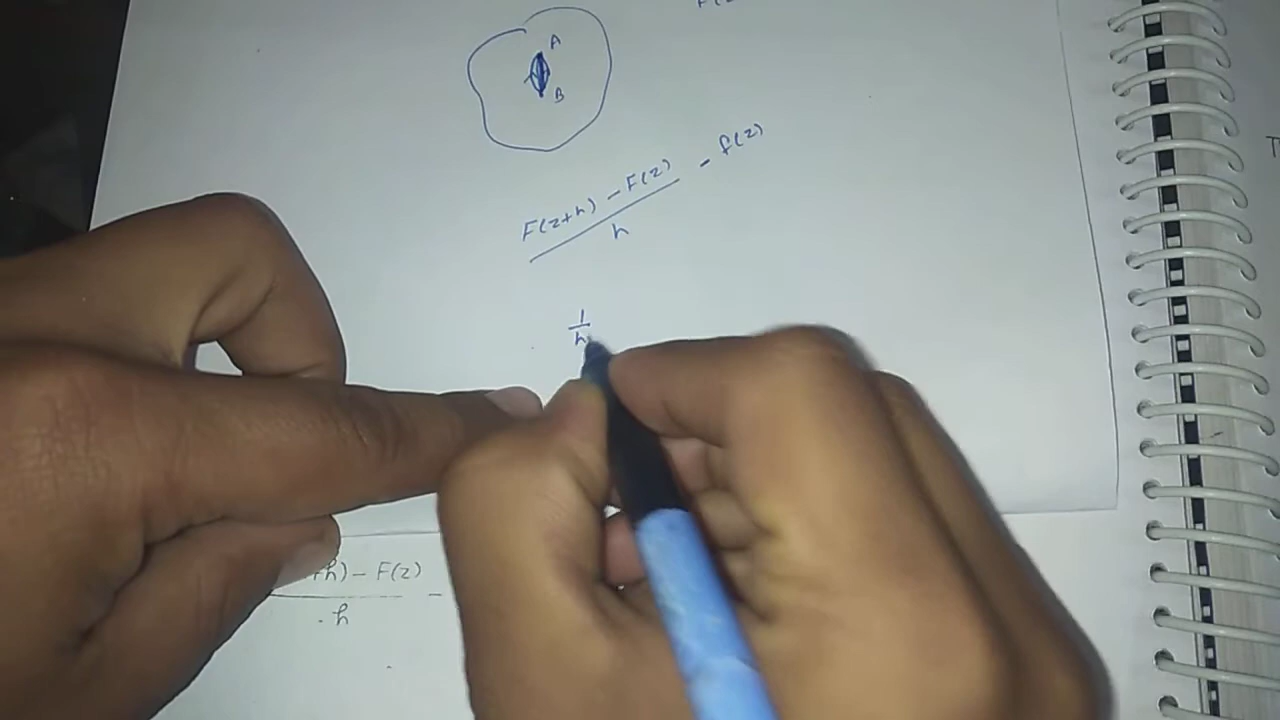 A
B
F(z+h) - F(z) - f(z)
h
1
h
h) - F(z) -
h